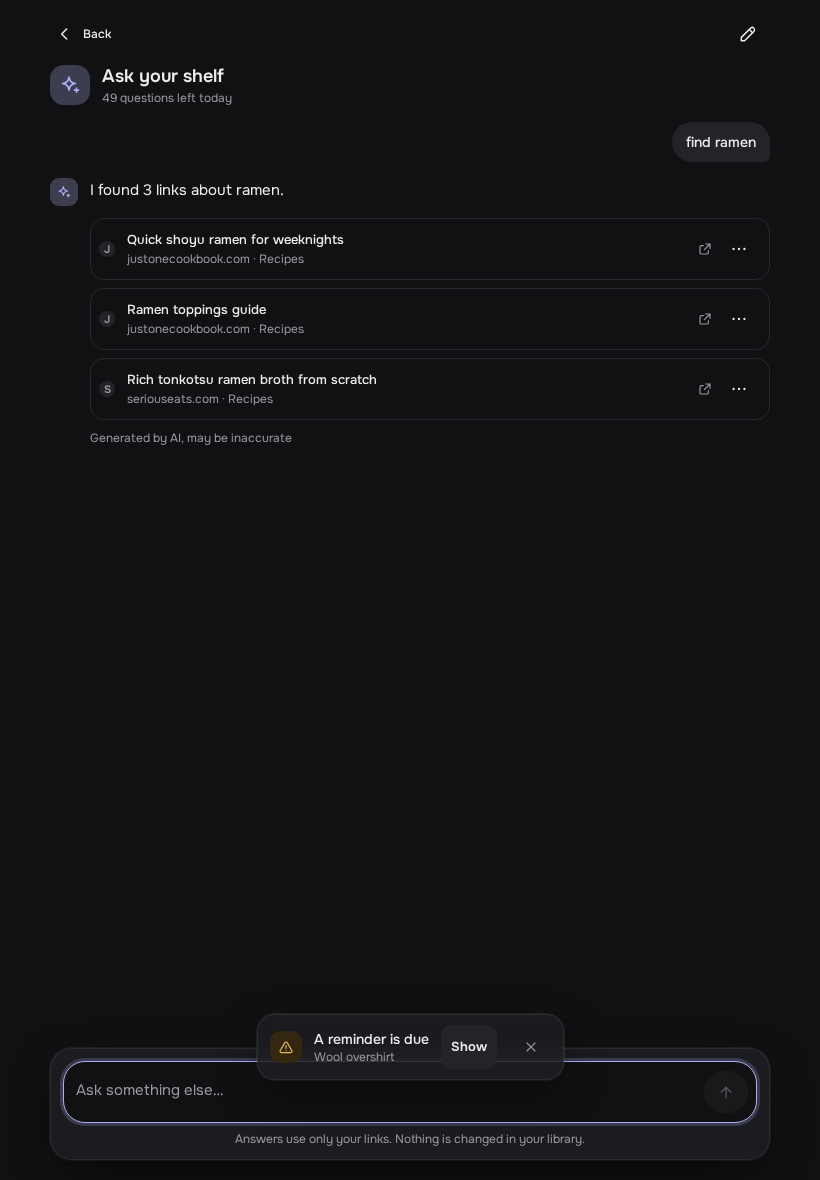 Back
Ask your shelf
49 questions left today
find ramen
I found 3 links about ramen.
J
Quick shoyu ramen for weeknights
justonecookbook.com · Recipes
J
Ramen toppings guide
justonecookbook.com · Recipes
S
Rich tonkotsu ramen broth from scratch
seriouseats.com · Recipes
Generated by AI, may be inaccurate
A reminder is due
Wool overshirt
Show
Ask something else...
Answers use only your links. Nothing is changed in your library.